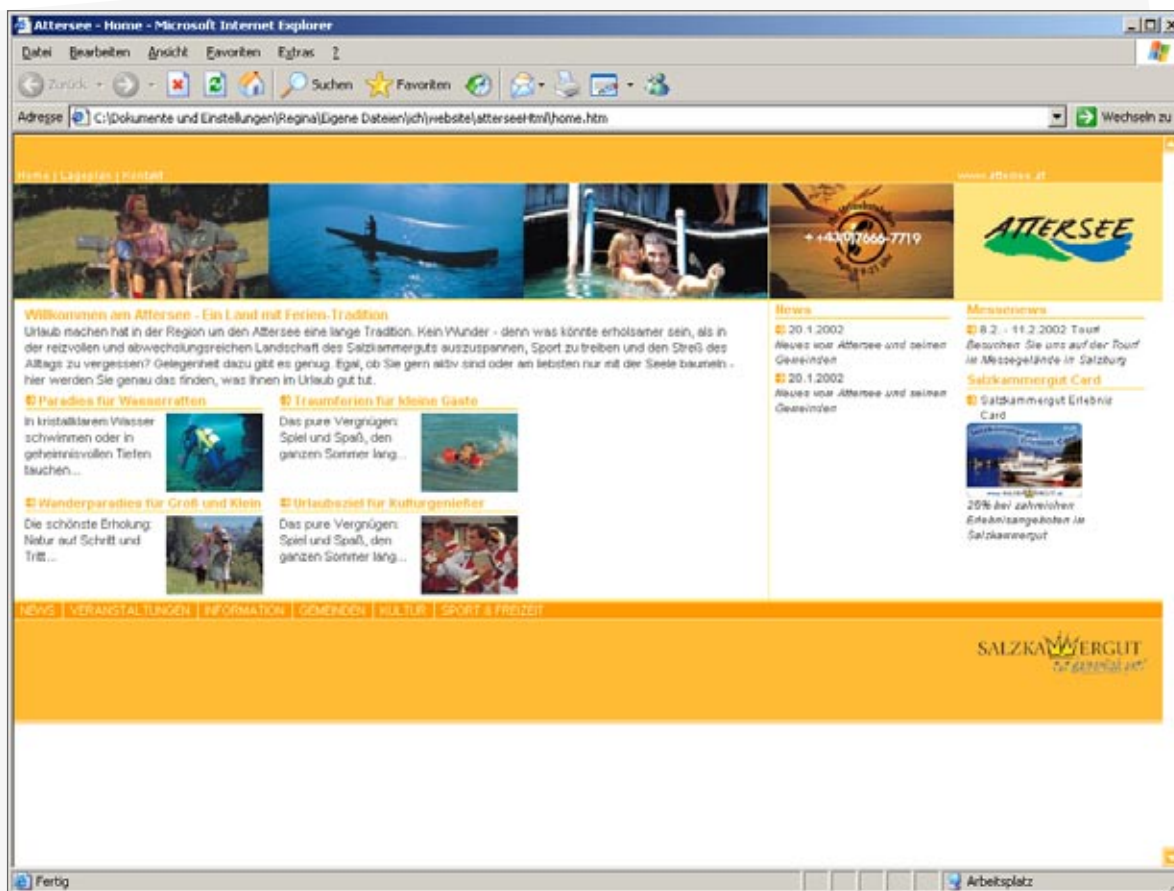 Attersee - Home - Microsoft Internet Explorer
Datei Bearbeiten Ansicht Favoriten Extras ?
Zurück Suchen Favoriten
Adresse C:\Dokumente und Einstellungen\Regina\Eigene Dateien\ich\website\atterseeHtml\home.htm Wechseln zu
Home | Lageplan | Kontakt
www.attersee.at
+43(0)7666-7719
ATTERSEE
Willkommen am Attersee - Ein Land mit Ferien-Tradition
Urlaub machen hat in der Region um den Attersee eine lange Tradition. Kein Wunder - denn was könnte erholsamer sein, als in
der reizvollen und abwechslungsreichen Landschaft des Salzkammerguts auszuspannen, Sport zu treiben und den Streß des
Alltags zu vergessen? Gelegenheit dazu gibt es genug. Egal, ob Sie gern aktiv sind oder am liebsten nur mit der Seele baumeln -
hier werden Sie genau das finden, was Ihnen im Urlaub gut tut.
Paradies für Wasserratten
In kristallklarem Wasser
schwimmen oder in
geheimnisvollen Tiefen
tauchen...
Traumferien für kleine Gäste
Das pure Vergnügen:
Spiel und Spaß, den
ganzen Sommer lang...
Wanderparadies für Groß und Klein
Die schönste Erholung:
Natur auf Schritt und
Tritt...
Urlaubsziel für Kulturgenießer
Das pure Vergnügen:
Spiel und Spaß, den
ganzen Sommer lang...
News
20.1.2002
Neues vom Attersee und seinen
Gemeinden
20.1.2002
Neues vom Attersee und seinen
Gemeinden
Messenews
8.2. - 11.2.2002 Tourf
Besuchen Sie uns auf der Tourf
im Messegelände in Salzburg
Salzkammergut Card
Salzkammergut Erlebnis
Card
Salzkammergut
Erlebnis-Card
25% bei zahreichen
Erlebnisangeboten im
Salzkammergut
NEWS | VERANSTALTUNGEN | INFORMATION | GEMEINDEN | KULTUR | SPORT & FREIZEIT
SALZKAMMERGUT
Fertig
Arbeitsplatz